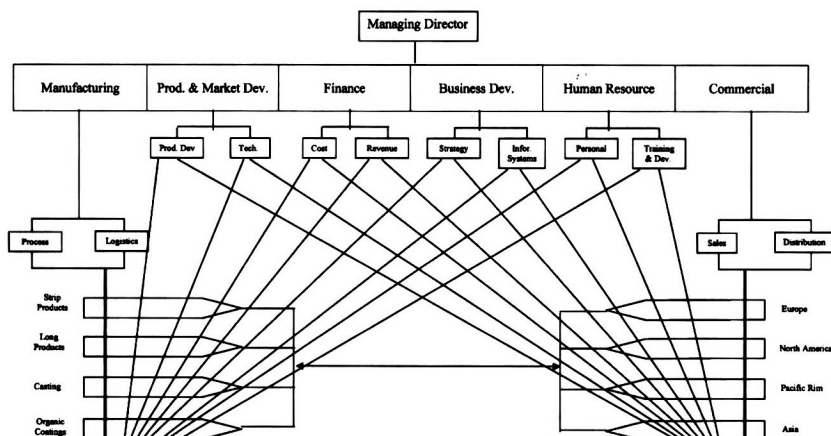 Managing Director
Manufacturing
Prod. & Market Dev.
Finance
Business Dev.
Human Resource
Commercial
Prod. Dev
Tech.
Cost
Revenue
Strategy
Infor.
Systems
Personal
Training
& Dev.
Process
Logistics
Sales
Distribution
Strip
Products
Europe
Long
Products
North America
Casting
Pacific Rim
Organic
Coatings
Asia